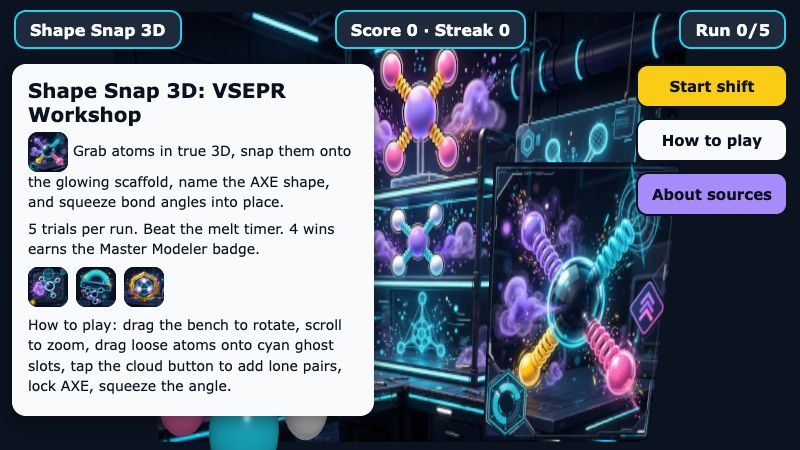 Shape Snap 3D
Score 0 · Streak 0
Run 0/5
Shape Snap 3D: VSEPR
Workshop
Grab atoms in true 3D, snap them onto
the glowing scaffold, name the AXE shape,
and squeeze bond angles into place.
5 trials per run. Beat the melt timer. 4 wins
earns the Master Modeler badge.
How to play: drag the bench to rotate, scroll
to zoom, drag loose atoms onto cyan ghost
slots, tap the cloud button to add lone pairs,
lock AXE, squeeze the angle.
Start shift
How to play
About sources